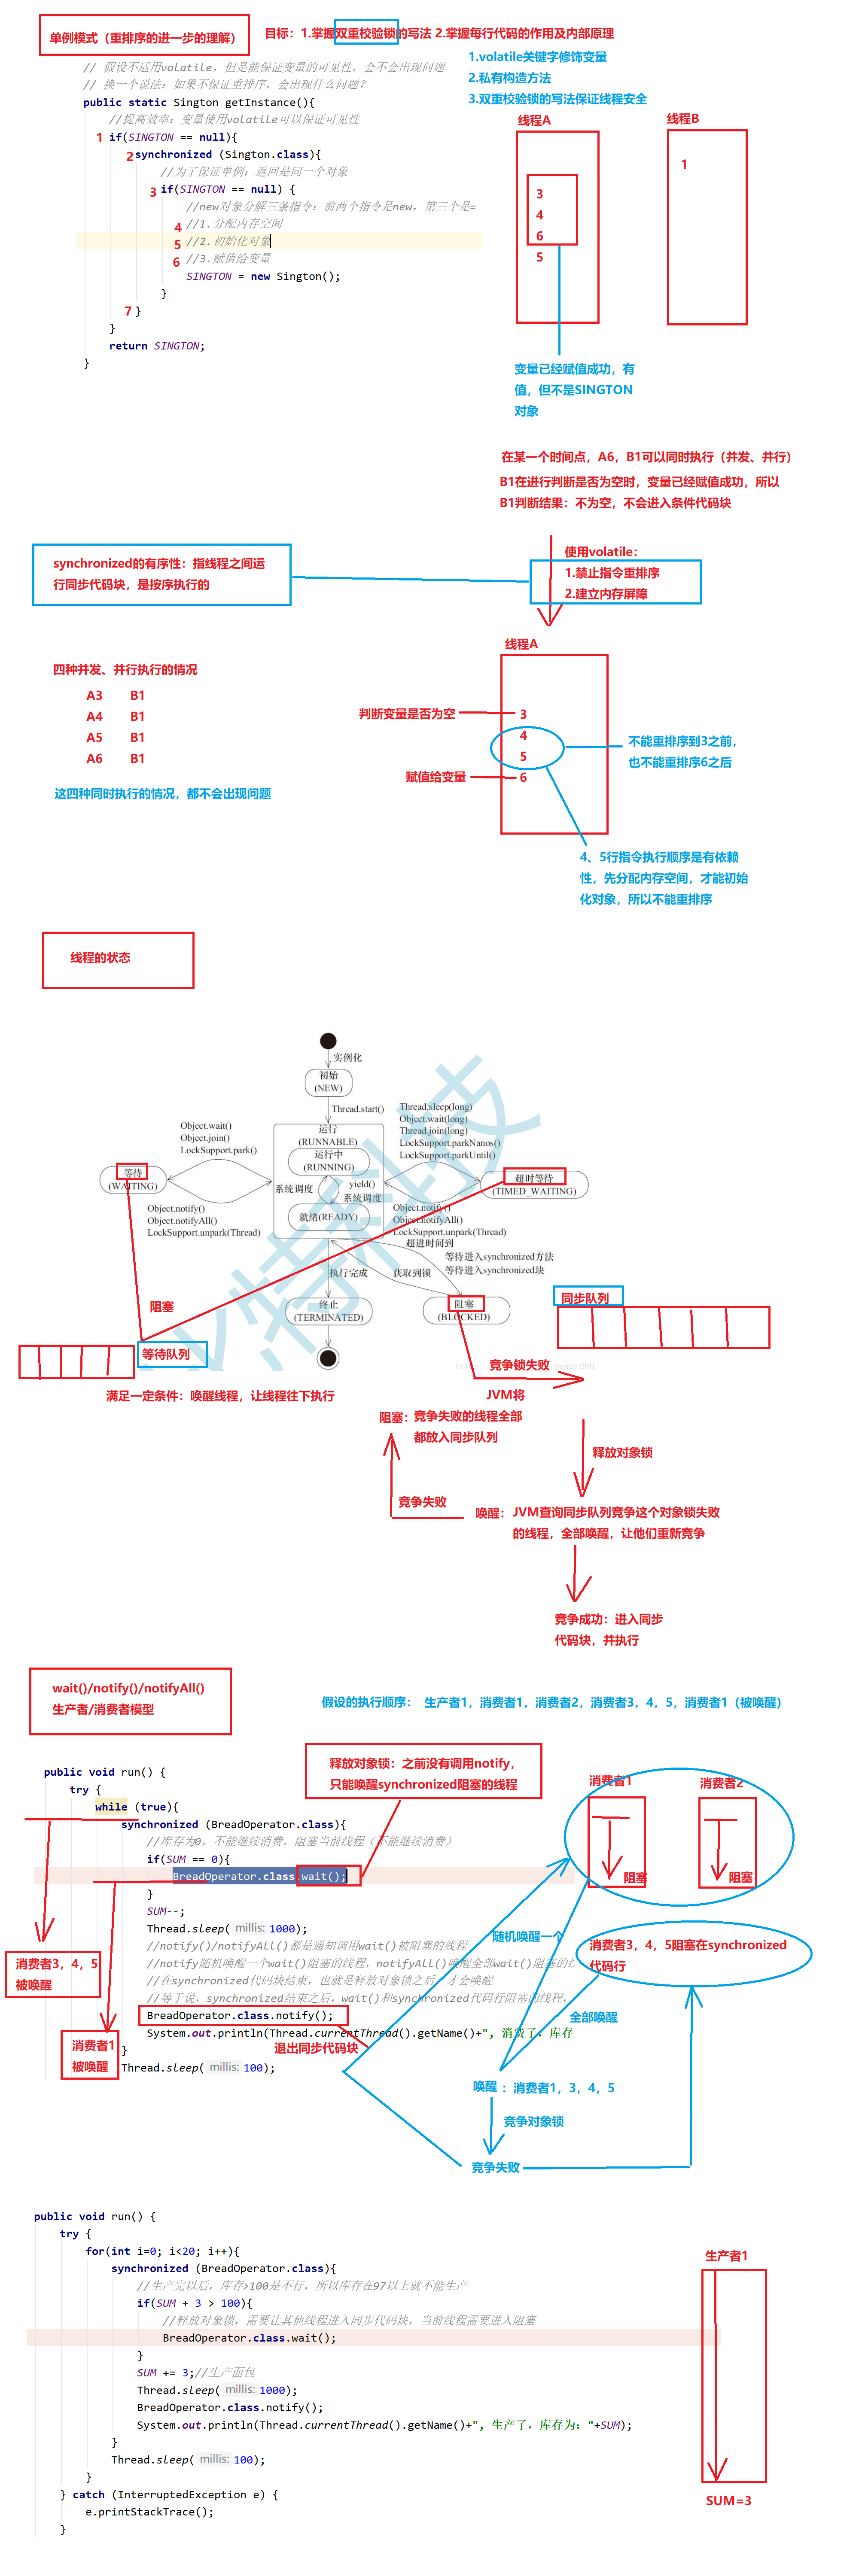 单例模式（重排序的进一步的理解）
目标：1.掌握双重校验锁的写法 2.掌握每行代码的作用及内部原理
1.volatile关键字修饰变量
2.私有构造方法
3.双重校验锁的写法保证线程安全
// 假设不适用volatile，但是能保证变量的可见性，会不会出现问题
// 换一个说法：如果不保证重排序，会出现什么问题？
public static Sington getInstance(){
//提高效率：变量使用volatile可以保证可见性
1 if(SINGTON == null){
2 synchronized (Sington.class){
//为了保证单例：返回是同一个对象
3 if(SINGTON == null) {
//new对象分解三条指令：前两个指令是new，第三个是=
4 //1.分配内存空间
5 //2.初始化对象
6 //3.赋值给变量
SINGTON = new Sington();
}
7 }
}
return SINGTON;
}
线程A
3
4
6
5
线程B
1
变量已经赋值成功，有
值，但不是SINGTON
对象
在某一个时间点，A6，B1可以同时执行（并发、并行）
B1在进行判断是否为空时，变量已经赋值成功，所以
B1判断结果：不为空，不会进入条件代码块
synchronized的有序性：指线程之间运
行同步代码块，是按序执行的
使用volatile：
1.禁止指令重排序
2.建立内存屏障
四种并发、并行执行的情况
A3 B1
A4 B1
A5 B1
A6 B1
这四种同时执行的情况，都不会出现问题
线程A
判断变量是否为空
3
4
5
赋值给变量
6
不能重排序到3之前，
也不能重排序6之后
4、5行指令执行顺序是有依赖
性，先分配内存空间，才能初始
化对象，所以不能重排序
线程的状态
实例化
初始
(NEW)
Thread.start()
Object.wait()
Object.join()
LockSupport.park()
运行
(RUNNABLE)
运行中
(RUNNING)
系统调度
yield()
系统调度
就绪(READY)
Thread.sleep(long)
Object.wait(long)
Thread.join(long)
LockSupport.parkNanos()
LockSupport.parkUntil()
等待
(WAITING)
超时等待
(TIMED_WAITING)
Object.notify()
Object.notifyAll()
LockSupport.unpark(Thread)
Object.notify()
Object.notifyAll()
LockSupport.unpark(Thread)
超进时间到
等待进入synchronized方法
等待进入synchronized块
执行完成
获取到锁
终止
(TERMINATED)
阻塞
(BLOCKED)
阻塞
等待队列
同步队列
满足一定条件：唤醒线程，让线程往下执行
竞争锁失败
JVM将
阻塞：竞争失败的线程全部
都放入同步队列
释放对象锁
竞争失败
唤醒：JVM查询同步队列竞争这个对象锁失败
的线程，全部唤醒，让他们重新竞争
竞争成功：进入同步
代码块，并执行
wait()/notify()/notifyAll()
生产者/消费者模型
假设的执行顺序： 生产者1，消费者1，消费者2，消费者3，4，5，消费者1（被唤醒）
释放对象锁：之前没有调用notify，
只能唤醒synchronized阻塞的线程
public void run() {
try {
while (true){
synchronized (BreadOperator.class){
//库存为0，不能继续消费，阻塞当前线程（不能继续消费）
if(SUM == 0){
BreadOperator.class.wait();
}
SUM--;
Thread.sleep( millis: 1000);
//notify()/notifyAll()都是通知调用wait()被阻塞的线程
//notify随机唤醒一个wait()阻塞的线程，notifyAll()唤醒全部wait()阻塞的线
//在synchronized代码块结束，也就是释放对象锁之后，才会唤醒
//等于说，synchronized结束之后，wait()和synchronized代码行阻塞的线程，
BreadOperator.class.notify();
System.out.println(Thread.currentThread().getName()+", 消费了，库存
}
Thread.sleep( millis: 100);
消费者3，4，5
被唤醒
消费者1
被唤醒
退出同步代码块
消费者1
阻塞
消费者2
阻塞
随机唤醒一个
消费者3，4，5阻塞在synchronized
代码行
全部唤醒
唤醒 ：消费者1，3，4，5
竞争对象锁
竞争失败
public void run() {
try {
for(int i=0; i<20; i++){
synchronized (BreadOperator.class){
//生产完以后，库存>100是不行，所以库存在97以上就不能生产
if(SUM + 3 > 100){
//释放对象锁，需要让其他线程进入同步代码块，当前线程需要进入阻塞
BreadOperator.class.wait();
}
SUM += 3;//生产面包
Thread.sleep( millis: 1000);
BreadOperator.class.notify();
System.out.println(Thread.currentThread().getName()+", 生产了，库存为："+SUM);
}
Thread.sleep( millis: 100);
}
} catch (InterruptedException e) {
e.printStackTrace();
}
生产者1
SUM=3